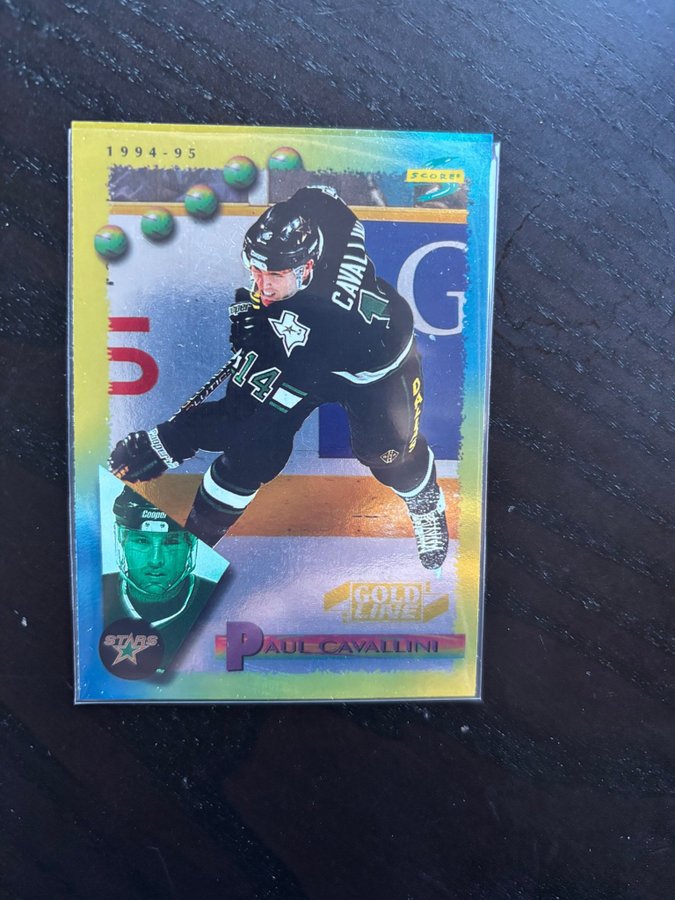 1994-95
SCORE
CAVALLINI
G
14
DALLAS
Cooper
GOLD
LINE
STARS
PAUL CAVALLINI